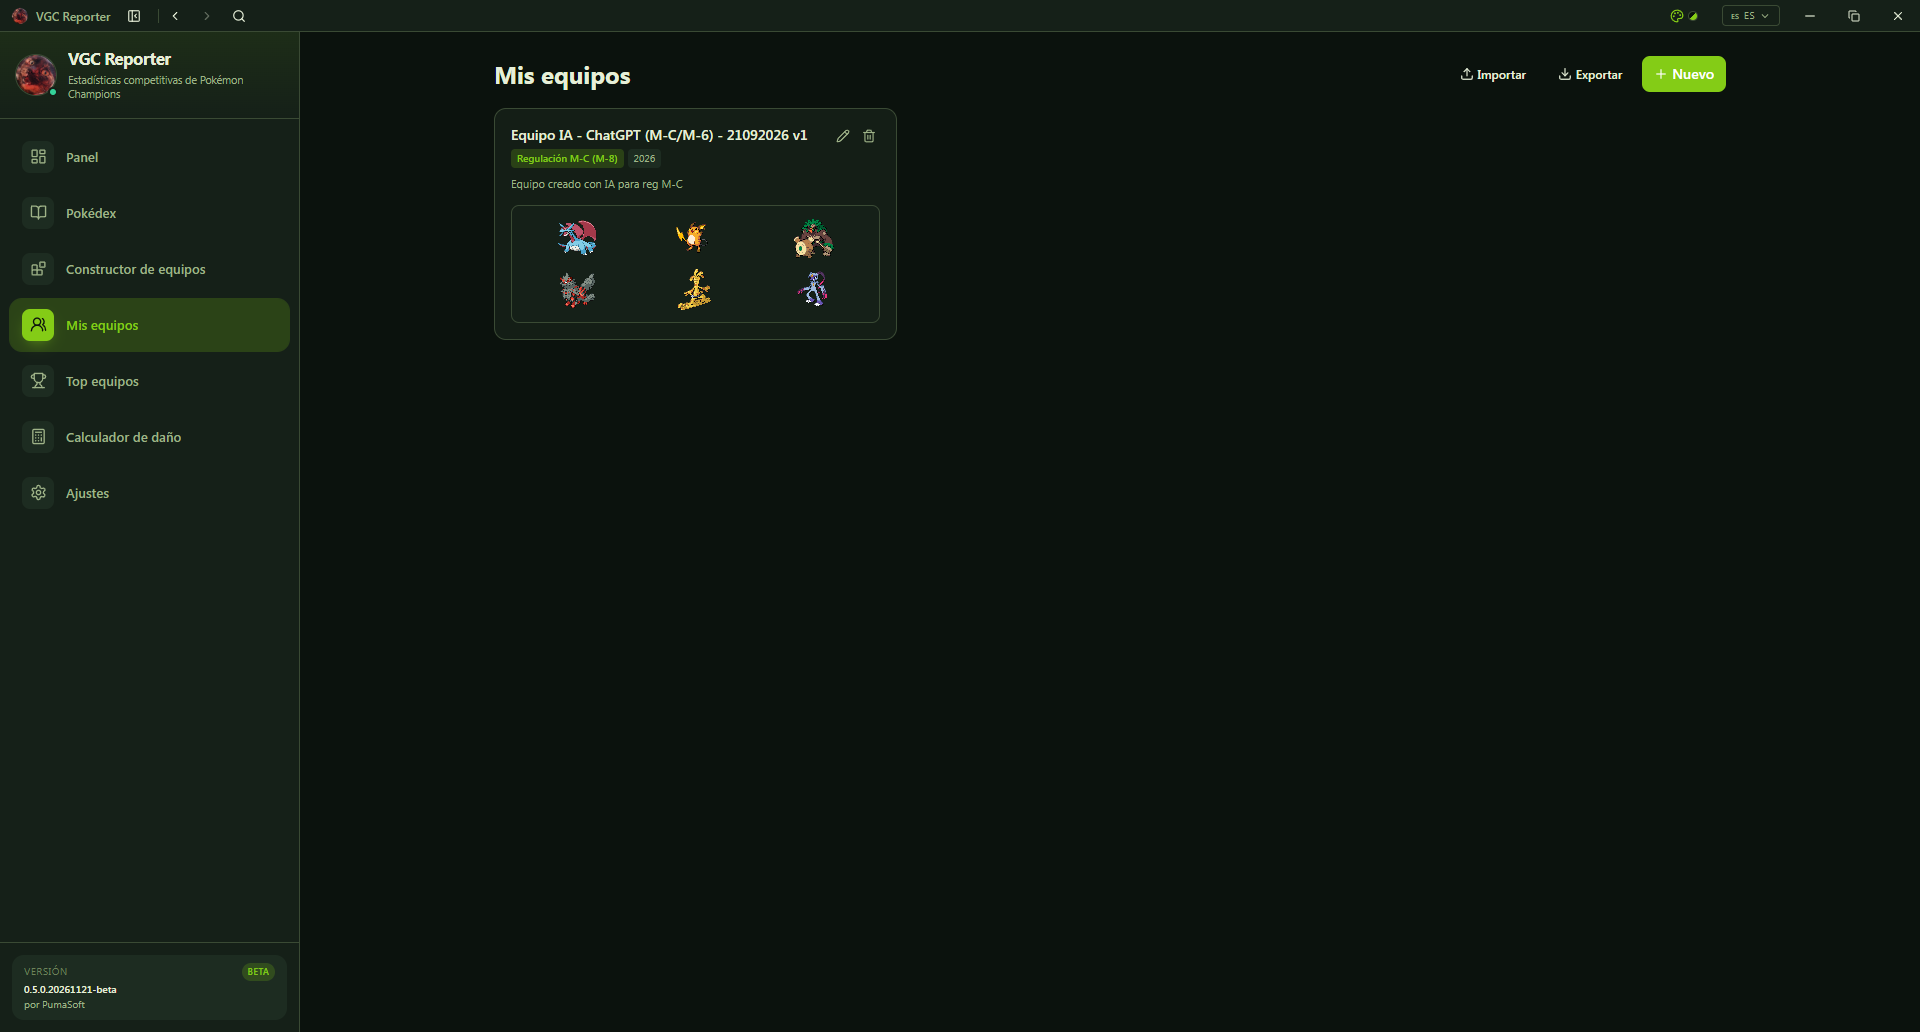 VGC Reporter
ES ES
VGC Reporter
Estadísticas competitivas de Pokémon
Champions
Panel
Pokédex
Constructor de equipos
Mis equipos
Top equipos
Calculador de daño
Ajustes
VERSIÓN
BETA
0.5.0.20261121-beta
por PumaSoft
Mis equipos
Importar
Exportar
+ Nuevo
Equipo IA - ChatGPT (M-C/M-6) - 21092026 v1
Regulación M-C (M-8)
2026
Equipo creado con IA para reg M-C